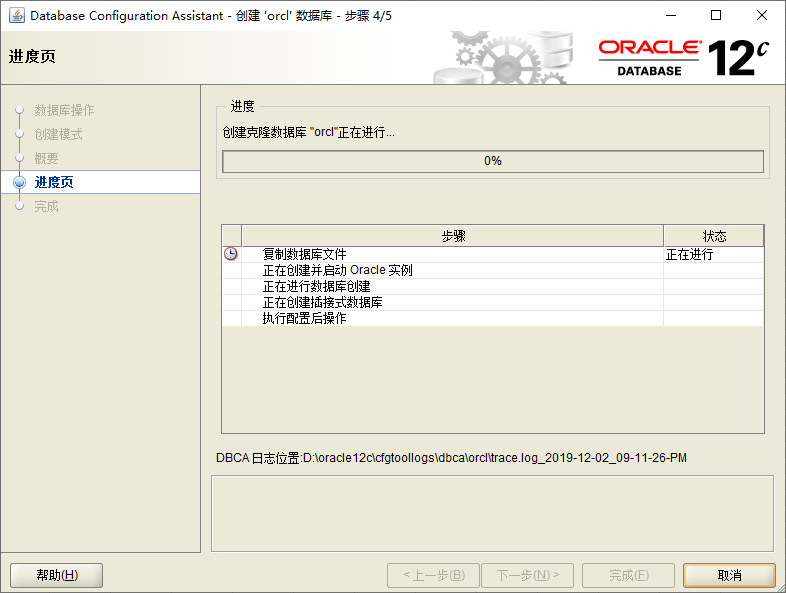 Database Configuration Assistant - 创建 'orcl' 数据库 - 步骤 4/5
进度页
ORACLE®
DATABASE
12c
数据库操作
创建模式
概要
进度页
完成
进度
创建克隆数据库 "orcl"正在进行...
0%
步骤 状态
复制数据库文件 正在进行
正在创建并启动 Oracle 实例
正在进行数据库创建
正在创建插接式数据库
执行配置后操作
DBCA 日志位置:D:\oracle12c\cfgtoollogs\dbca\orcl\trace.log_2019-12-02_09-11-26-PM
帮助(H) < 上一步(B) 下一步(N) > 完成(F) 取消